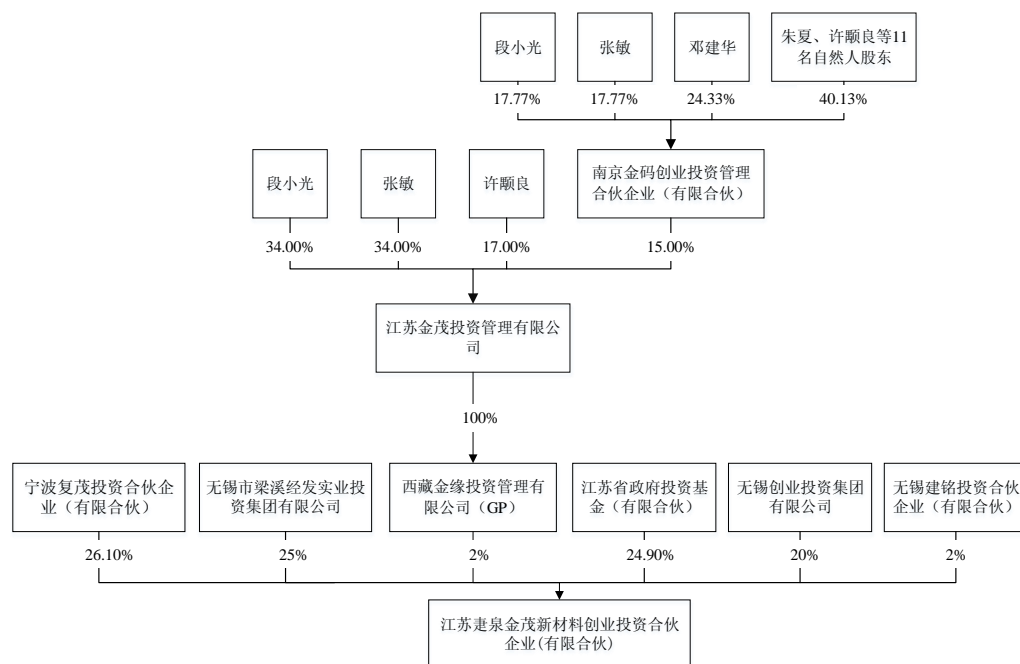 段小光
张敏
邓建华
朱夏、许颙良等11
名自然人股东
17.77%
17.77%
24.33%
40.13%
段小光
张敏
许颙良
南京金码创业投资管理
合伙企业（有限合伙）
34.00%
34.00%
17.00%
15.00%
江苏金茂投资管理有限公
司
100%
宁波复茂投资合伙企
业（有限合伙）
无锡市梁溪经发实业投
资集团有限公司
西藏金缘投资管理有
限公司（GP）
江苏省政府投资基
金（有限合伙）
无锡创业投资集团
有限公司
无锡建铭投资合伙
企业（有限合伙）
26.10%
25%
2%
24.90%
20%
2%
江苏疌泉金茂新材料创业投资合伙
企业(有限合伙)